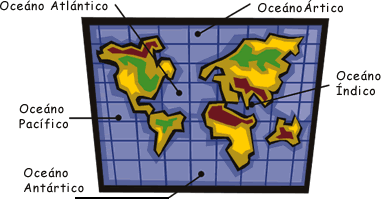 Oceáno Atlántico
OceánoÁrtico
Oceáno
Índico
Oceáno
Pacífico
Oceáno
Antártico